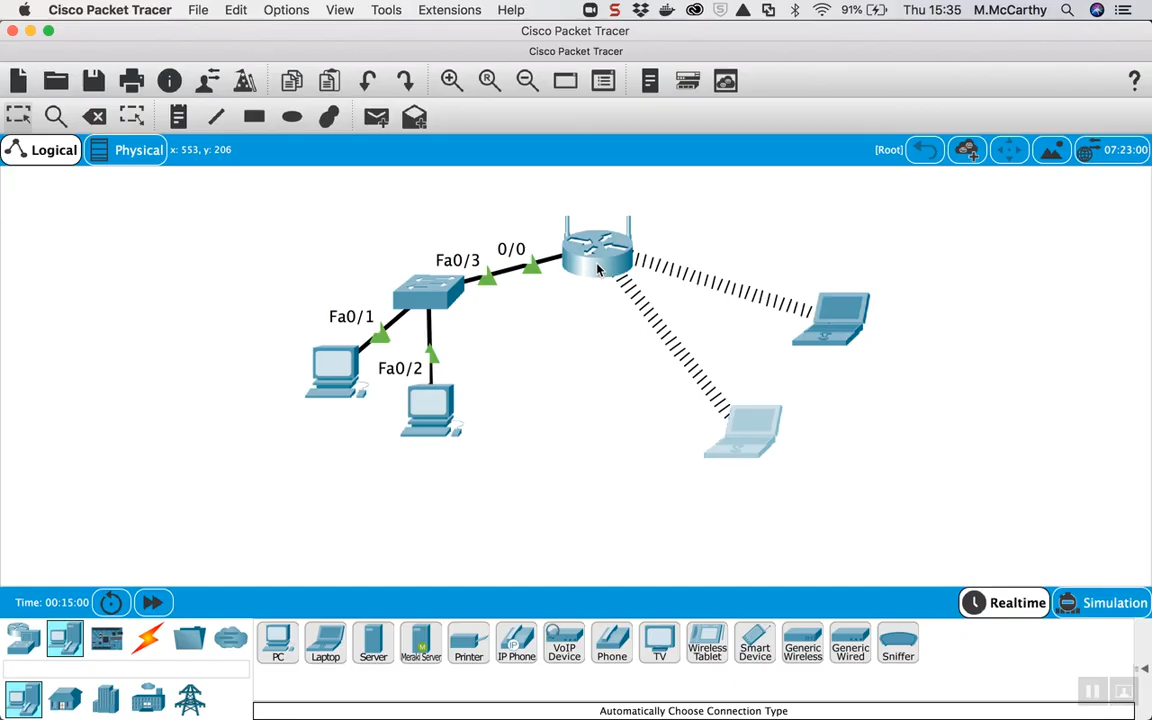 Cisco Packet Tracer File Edit Options View Tools Extensions Help 91% Thu 15:35 M.McCarthy
Cisco Packet Tracer
Cisco Packet Tracer
Logical Physical x: 553, y: 206 [Root] 07:23:00
0/0
Fa0/3
Fa0/1
Fa0/2
Time: 00:15:00 Realtime Simulation
PC Laptop Server Meraki Server Printer IP Phone VoIP Device Phone TV Wireless Tablet Smart Device Generic Wireless Generic Wired Sniffer
Automatically Choose Connection Type